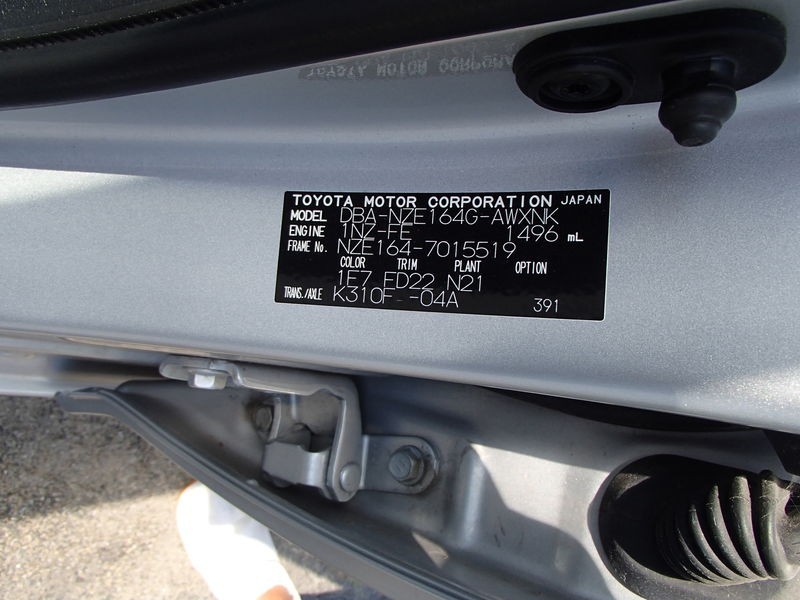 TOYOTA MOTOR CORPORATION JAPAN
MODEL DBA-NZE164G-AWXNK
ENGINE 1NZ-FE 1496 mL
FRAME No. NZE164-7015519
COLOR TRIM PLANT OPTION
1F7 FD22 N21
TRANS./AXLE K310F -04A
391